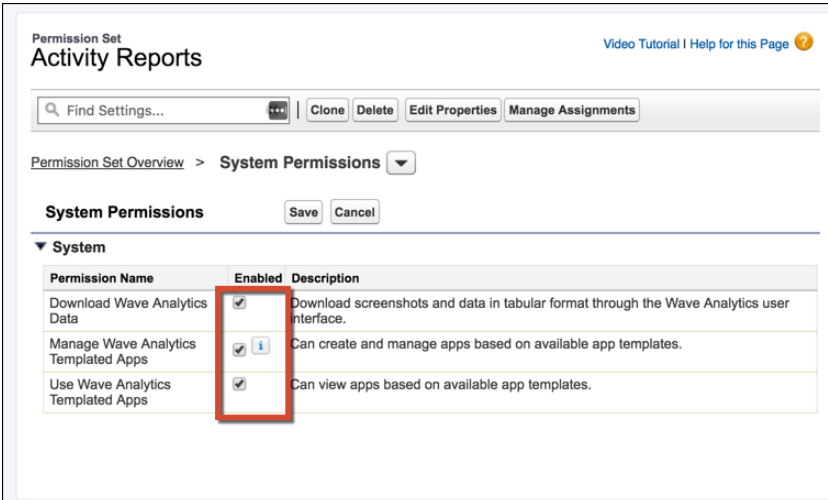 Permission Set
Activity Reports
Video Tutorial | Help for this Page ?
Find Settings... | Clone Delete Edit Properties Manage Assignments
Permission Set Overview > System Permissions
System Permissions Save Cancel
System
Permission Name Enabled Description
Download Wave Analytics Data Download screenshots and data in tabular format through the Wave Analytics user interface.
Manage Wave Analytics Templated Apps i Can create and manage apps based on available app templates.
Use Wave Analytics Templated Apps Can view apps based on available app templates.